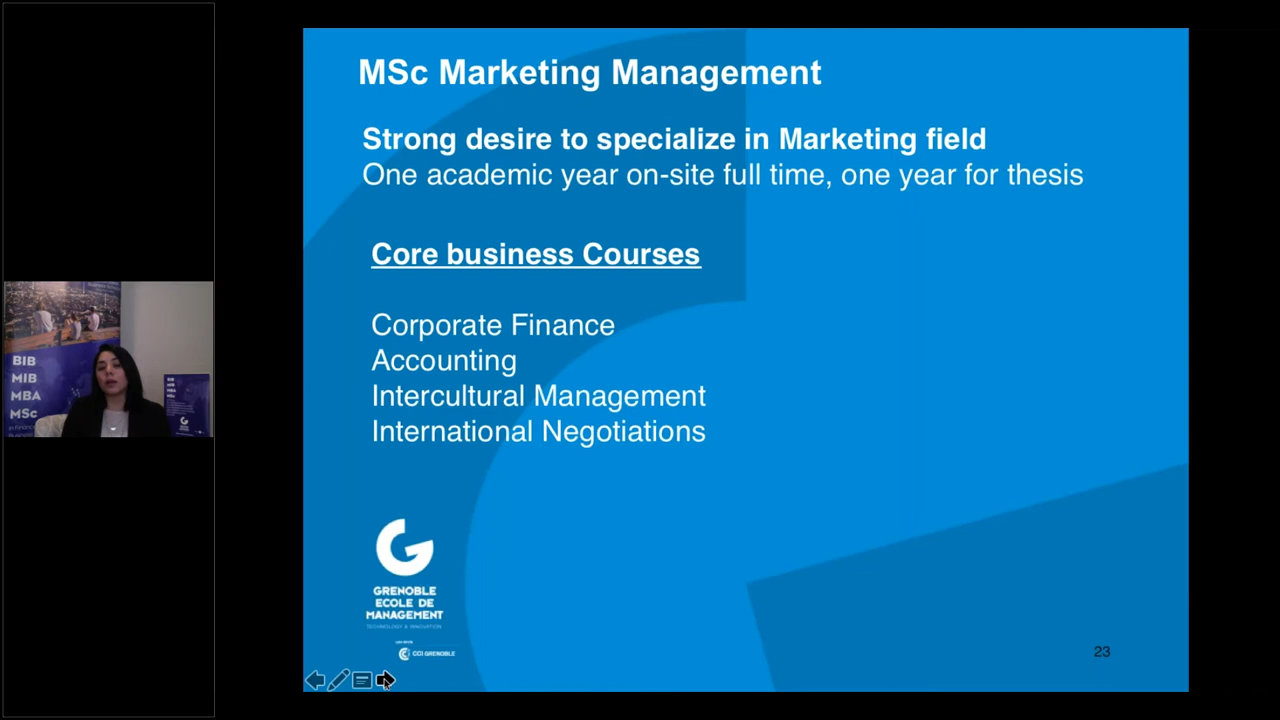 MSc Marketing Management
Strong desire to specialize in Marketing field
One academic year on-site full time, one year for thesis
Core business Courses
Corporate Finance
Accounting
Intercultural Management
International Negotiations
GRENOBLE
ECOLE DE
MANAGEMENT
TECHNOLOGY & INNOVATION
CCI GRENOBLE
23
BIB
MIB
MBA
MSc